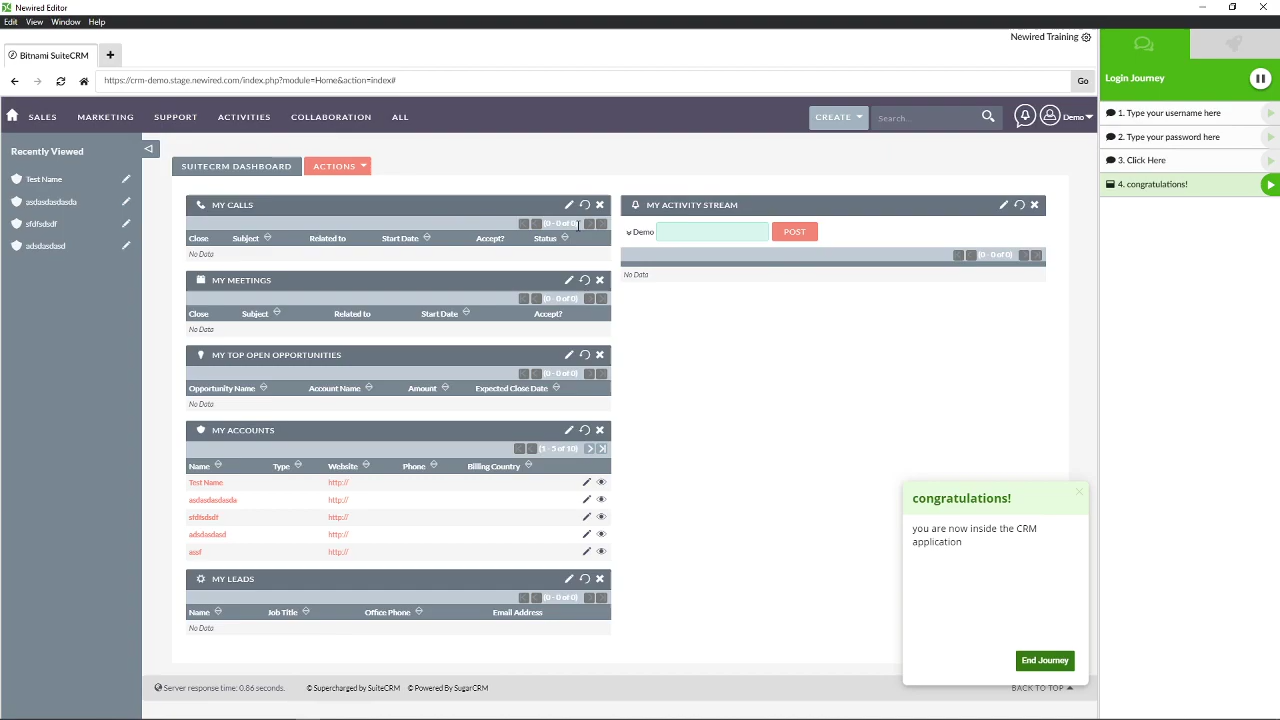 Newired Editor
Edit View Window Help
Bitnami SuiteCRM
Newired Training
https://crm-demo.stage.newired.com/index.php?module=Home&action=index#
Go
SALES MARKETING SUPPORT ACTIVITIES COLLABORATION ALL
CREATE Search... Demo
Recently Viewed
Test Name
asdasdasdasda
sfdfsdsdf
adsdasdasd
SUITECRM DASHBOARD ACTIONS
MY CALLS
(0 - 0 of 0)
Close Subject Related to Start Date Accept? Status
No Data
MY MEETINGS
(0 - 0 of 0)
Close Subject Related to Start Date Accept?
No Data
MY TOP OPEN OPPORTUNITIES
(0 - 0 of 0)
Opportunity Name Account Name Amount Expected Close Date
No Data
MY ACCOUNTS
(1 - 5 of 10)
Name Type Website Phone Billing Country
Test Name http://
asdasdasdasda http://
sfdfsdsdf http://
adsdasdasd http://
assf http://
MY LEADS
(0 - 0 of 0)
Name Job Title Office Phone Email Address
No Data
MY ACTIVITY STREAM
Demo POST
(0 - 0 of 0)
No Data
Server response time: 0.86 seconds. © Supercharged by SuiteCRM © Powered By SugarCRM
BACK TO TOP
congratulations!
you are now inside the CRM
application
End Journey
Login Journey
1. Type your username here
2. Type your password here
3. Click Here
4. congratulations!